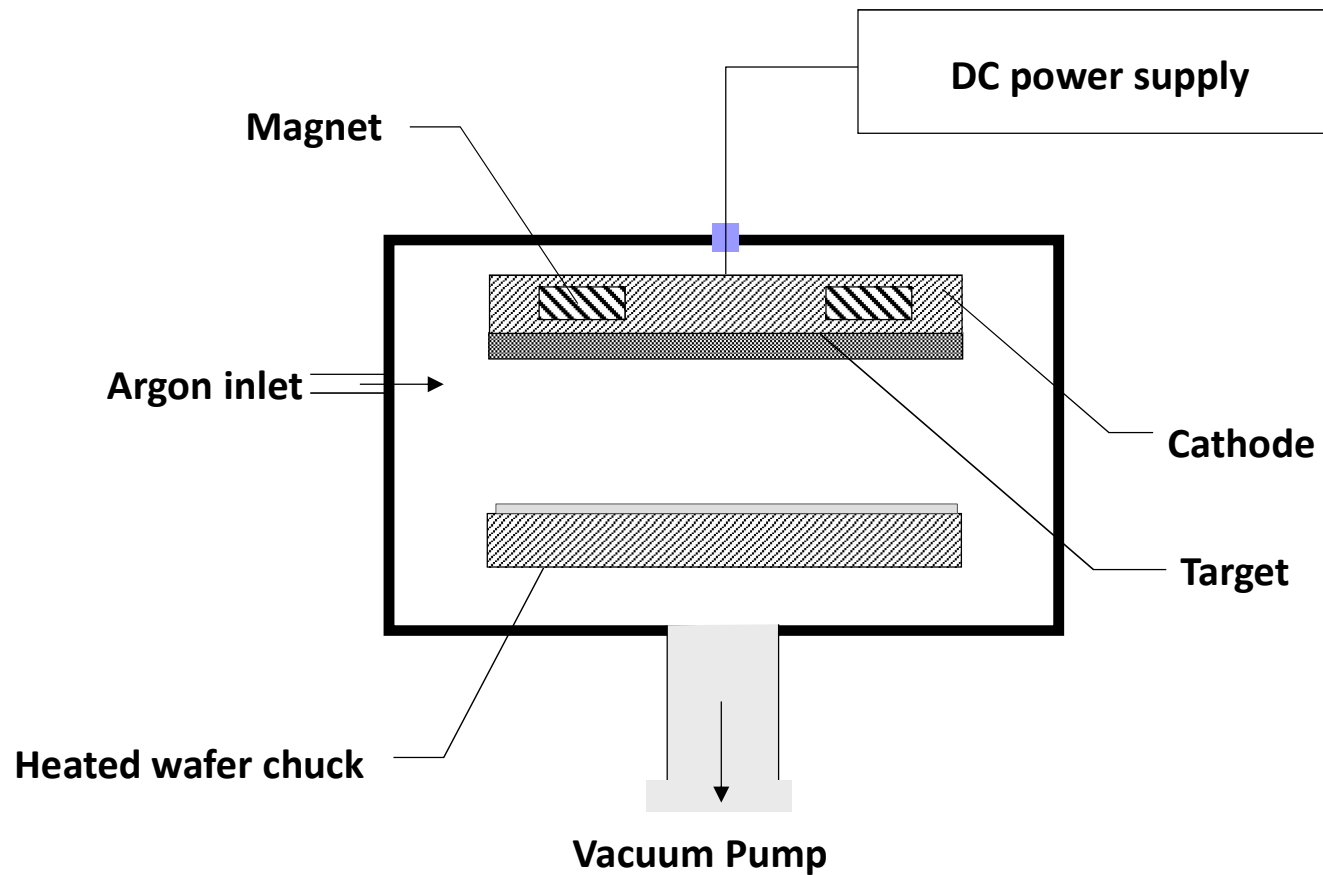 DC power supply
Magnet
Argon inlet
Cathode
Target
Heated wafer chuck
Vacuum Pump